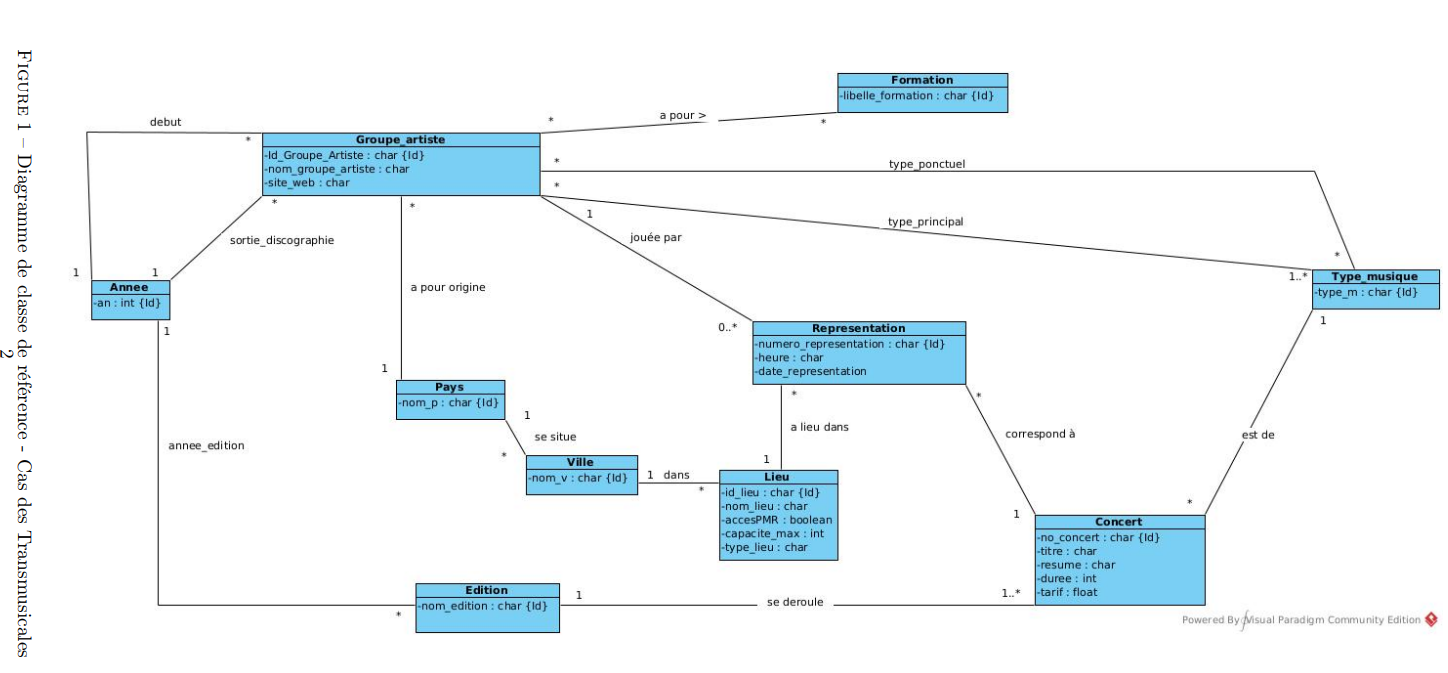 FIGURE 1 – Diagramme de classe de référence - Cas des Transmusicales
2
Formation
-libelle_formation : char {Id}
debut
*
a pour >
*
*
Groupe_artiste
-Id_Groupe_Artiste : char {Id}
-nom_groupe_artiste : char
-site_web : char
*
type_ponctuel
*
*
*
1
type_principal
sortie_discographie
jouée par
*
1
1
1..*
Type_musique
-type_m : char {Id}
Annee
-an : int {Id}
a pour origine
1
1
0..*
Representation
-numero_representation : char {Id}
-heure : char
-date_representation
1
Pays
-nom_p : char {Id}
*
*
1
se situe
a lieu dans
correspond à
est de
annee_edition
*
1
Ville
-nom_v : char {Id}
1 dans
*
Lieu
-id_lieu : char {Id}
-nom_lieu : char
-accesPMR : boolean
-capacite_max : int
-type_lieu : char
*
1
Concert
-no_concert : char {Id}
-titre : char
-resume : char
-duree : int
-tarif : float
Edition
-nom_edition : char {Id}
*
1
se deroule
1..*
Powered By Visual Paradigm Community Edition